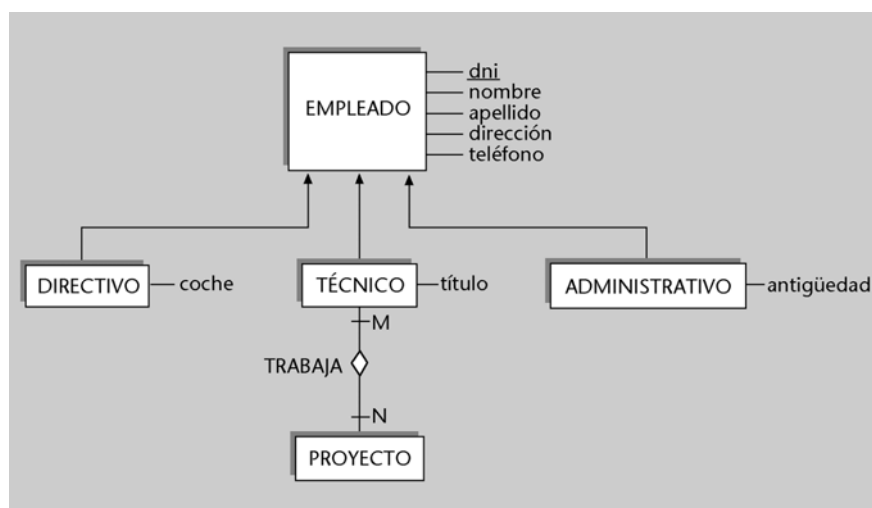 dni
nombre
EMPLEADO
apellido
dirección
teléfono
DIRECTIVO
coche
TÉCNICO
título
ADMINISTRATIVO
antigüedad
M
TRABAJA
N
PROYECTO